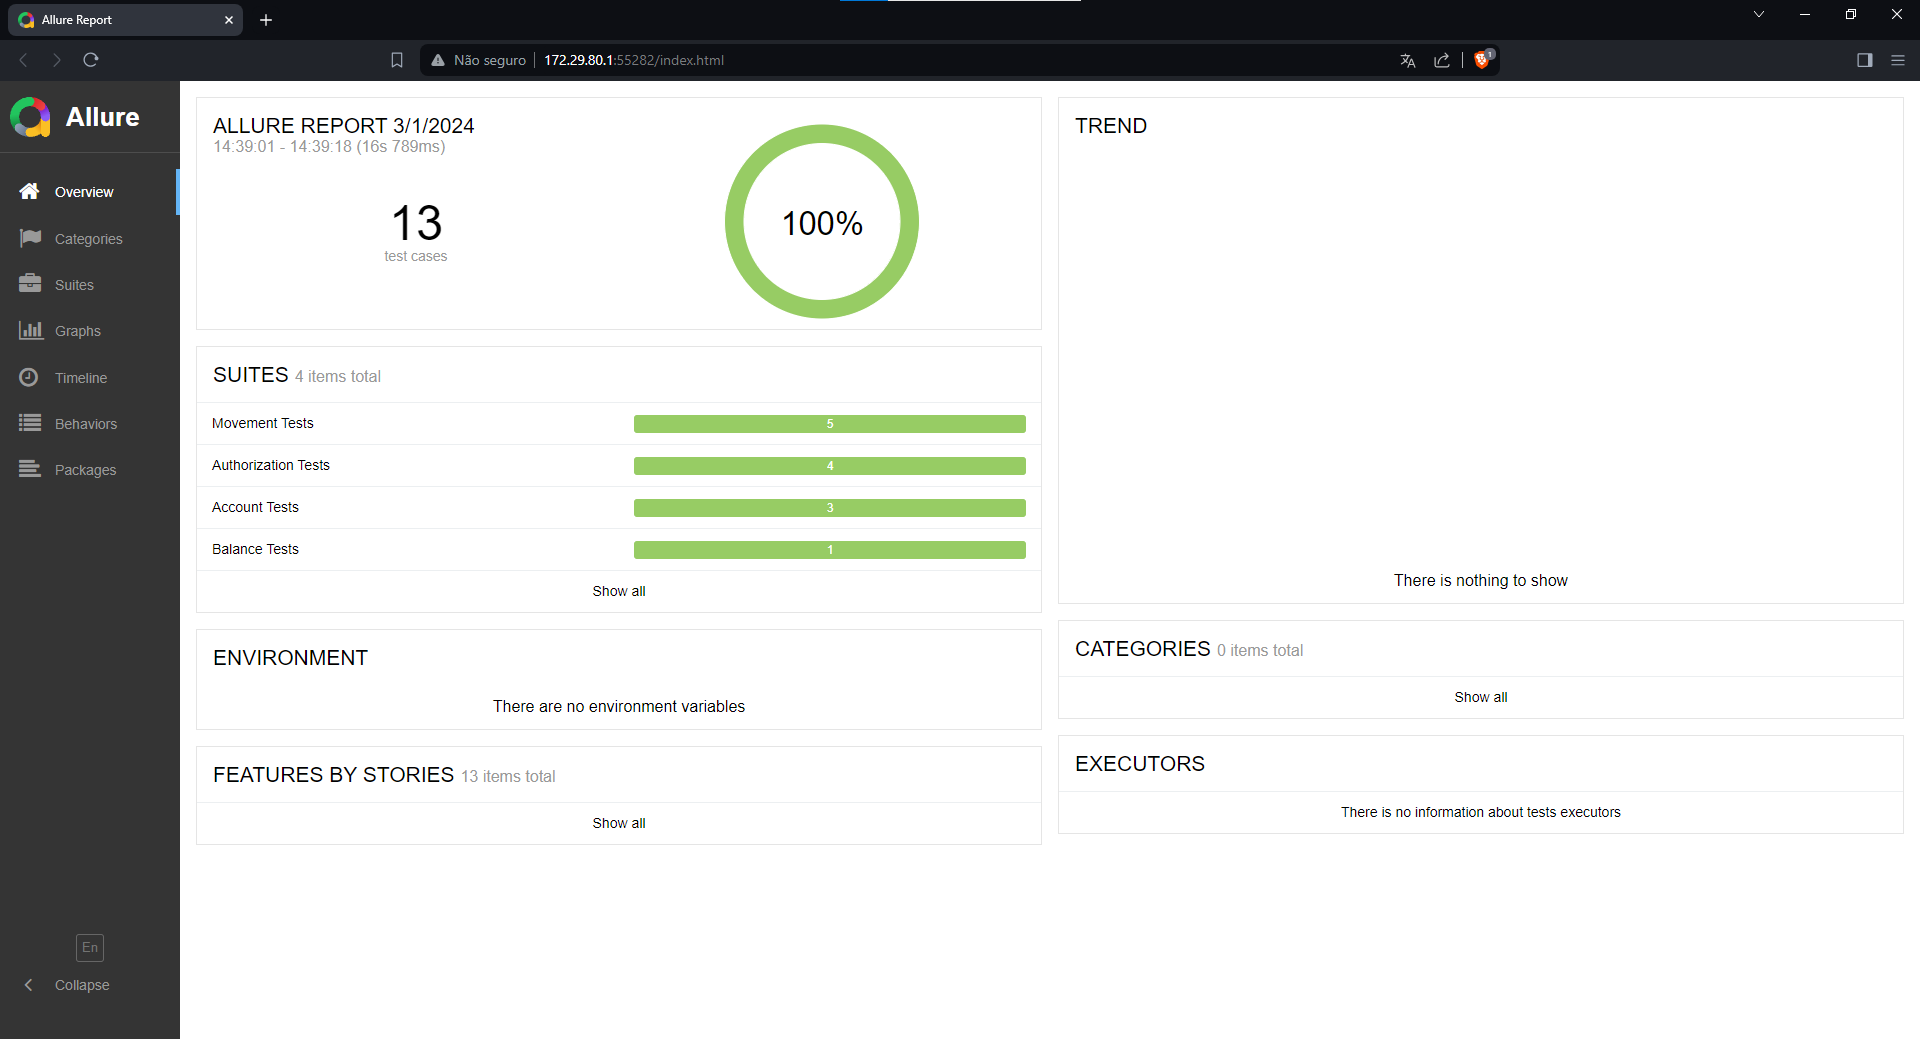 Allure Report
Não seguro
172.29.80.1:55282/index.html
1
Allure
Overview
Categories
Suites
Graphs
Timeline
Behaviors
Packages
En
Collapse
ALLURE REPORT 3/1/2024
14:39:01 - 14:39:18 (16s 789ms)
13
test cases
100%
SUITES 4 items total
Movement Tests 5
Authorization Tests 4
Account Tests 3
Balance Tests 1
Show all
ENVIRONMENT
There are no environment variables
FEATURES BY STORIES 13 items total
Show all
TREND
There is nothing to show
CATEGORIES 0 items total
Show all
EXECUTORS
There is no information about tests executors